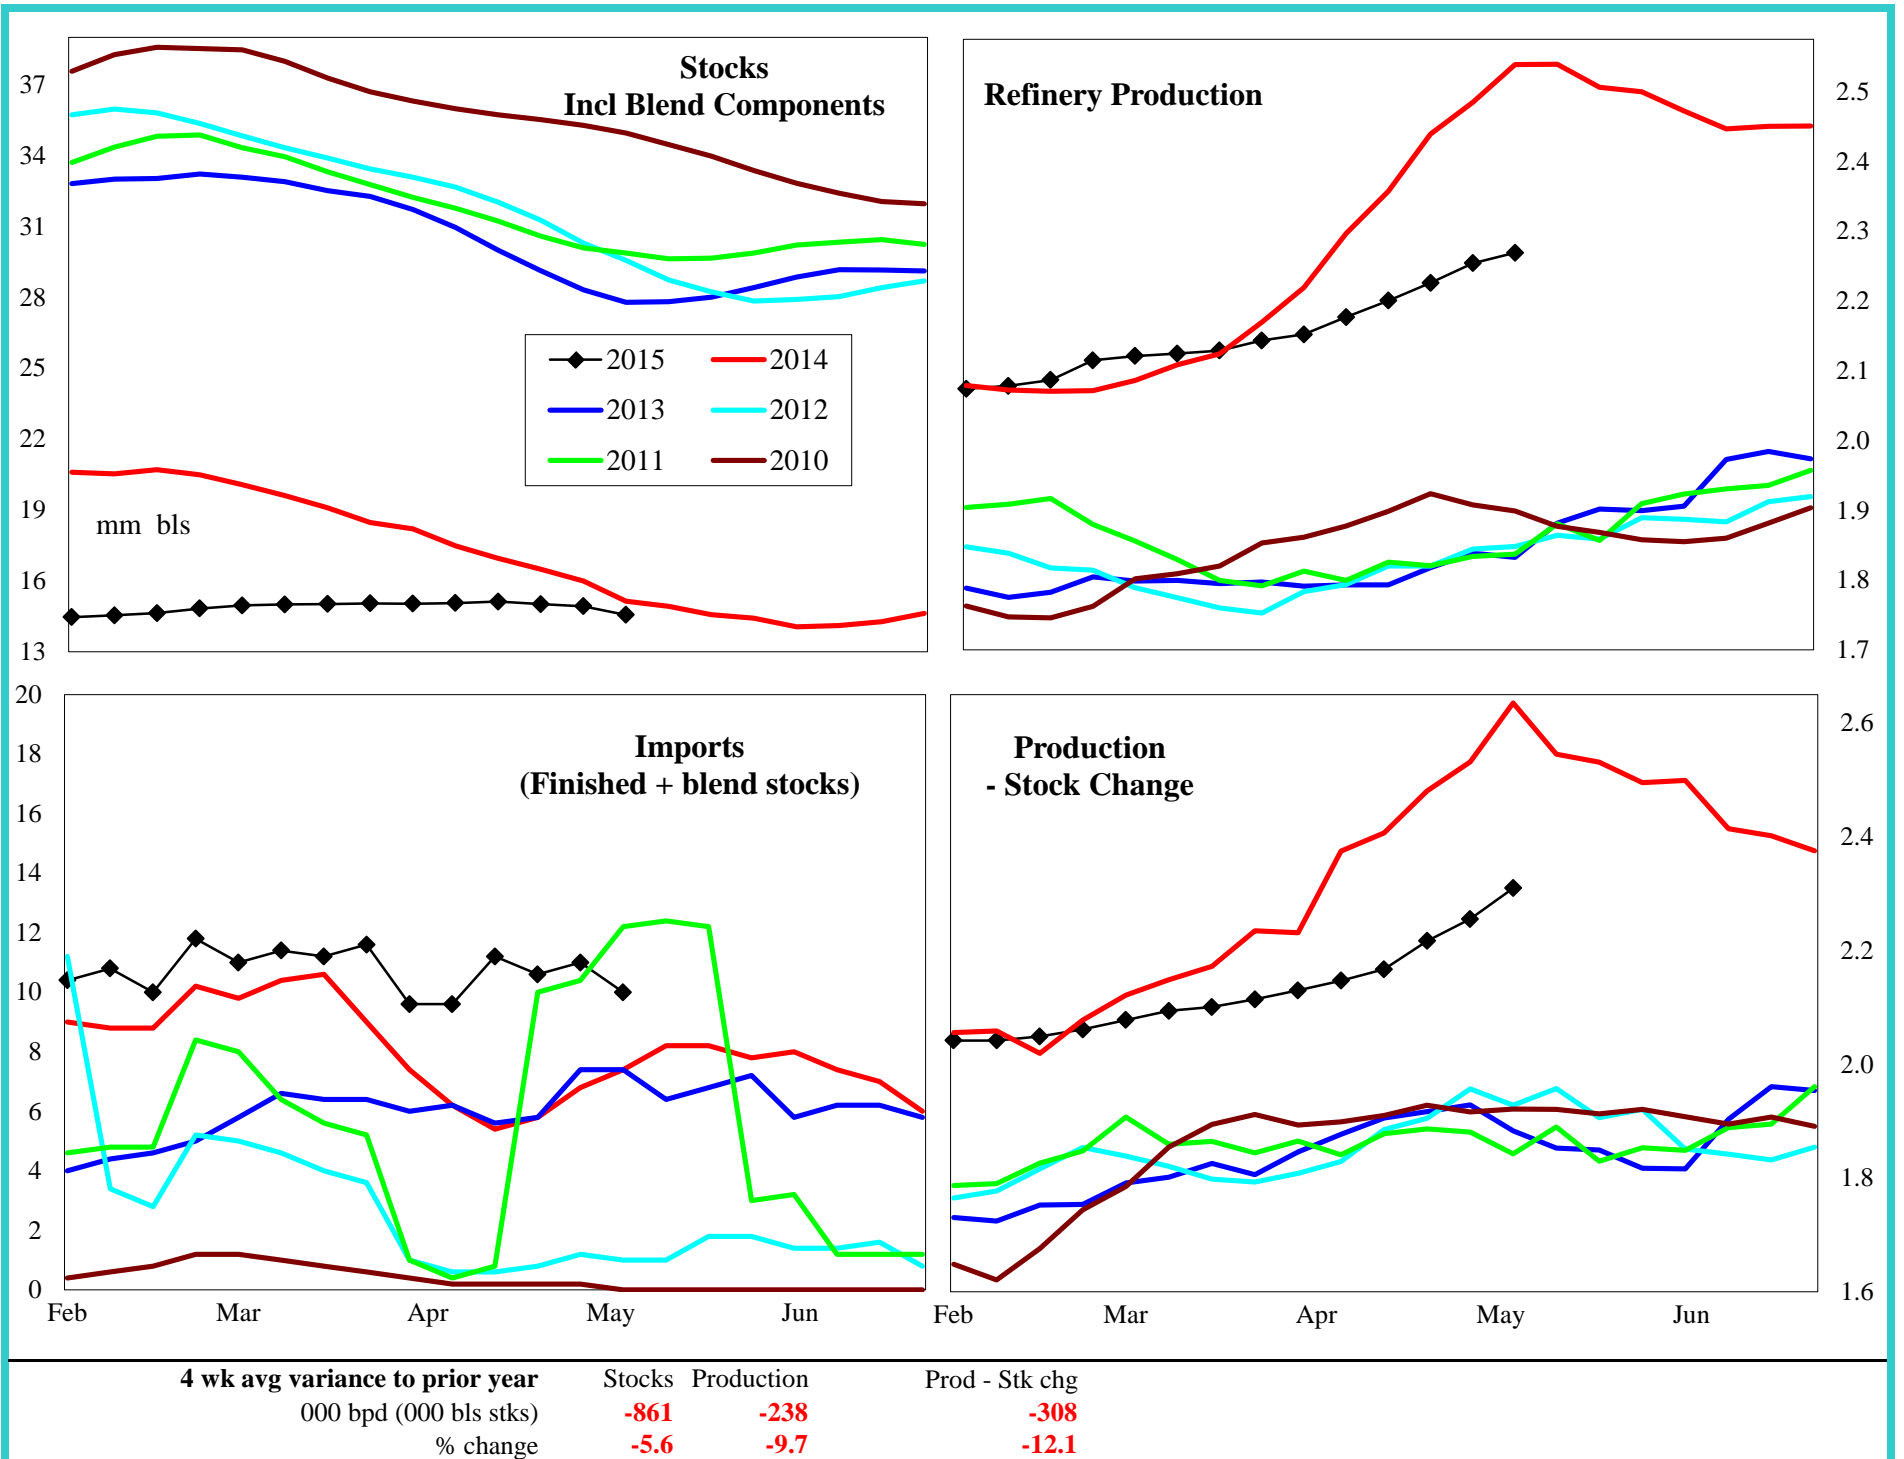 Stocks
Incl Blend Components
37
34
31
28
25
22
19
16
13
mm bls
2015 2014
2013 2012
2011 2010
Refinery Production
2.5
2.4
2.3
2.2
2.1
2.0
1.9
1.8
1.7
Imports
(Finished + blend stocks)
20
18
16
14
12
10
8
6
4
2
0
Feb Mar Apr May Jun
Production
- Stock Change
2.6
2.4
2.2
2.0
1.8
1.6
Feb Mar Apr May Jun
4 wk avg variance to prior year Stocks Production Prod - Stk chg
000 bpd (000 bls stks) -861 -238 -308
% change -5.6 -9.7 -12.1